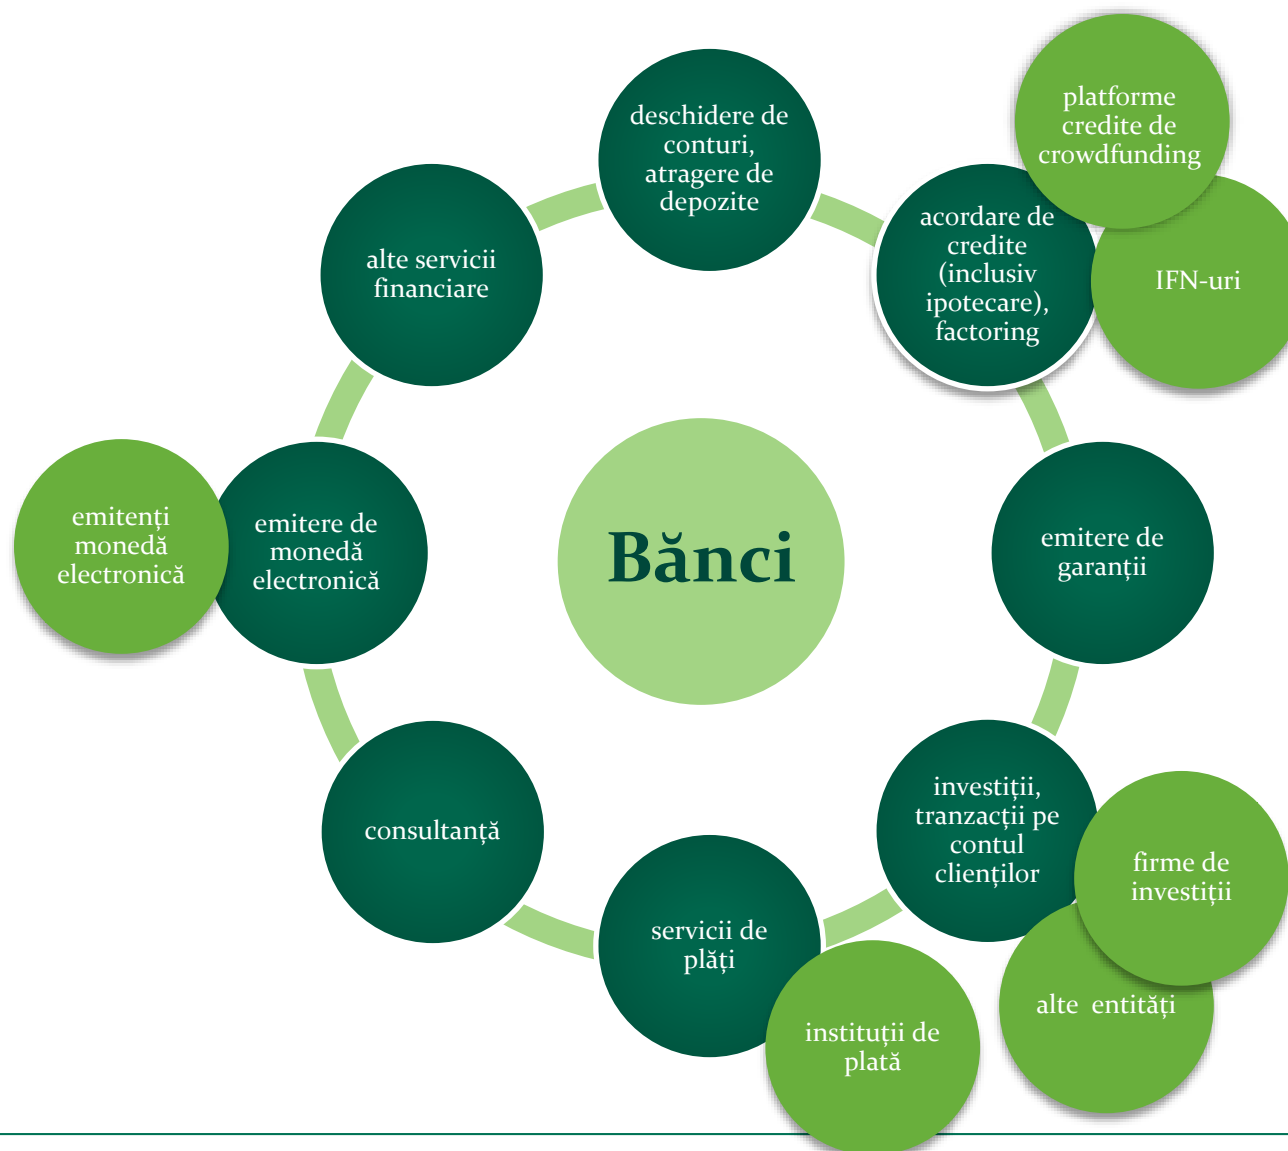 deschidere de
conturi,
atragere de
depozite
platforme
credite de
crowdfunding
acordare de
credite
(inclusiv
ipotecare),
factoring
IFN-uri
emitere de
garanții
investiții,
tranzacții pe
contul
clienților
firme de
investiții
alte entități
servicii de
plăți
instituții de
plată
consultanță
emitere de
monedă
electronică
emitenți
monedă
electronică
alte servicii
financiare
Bănci